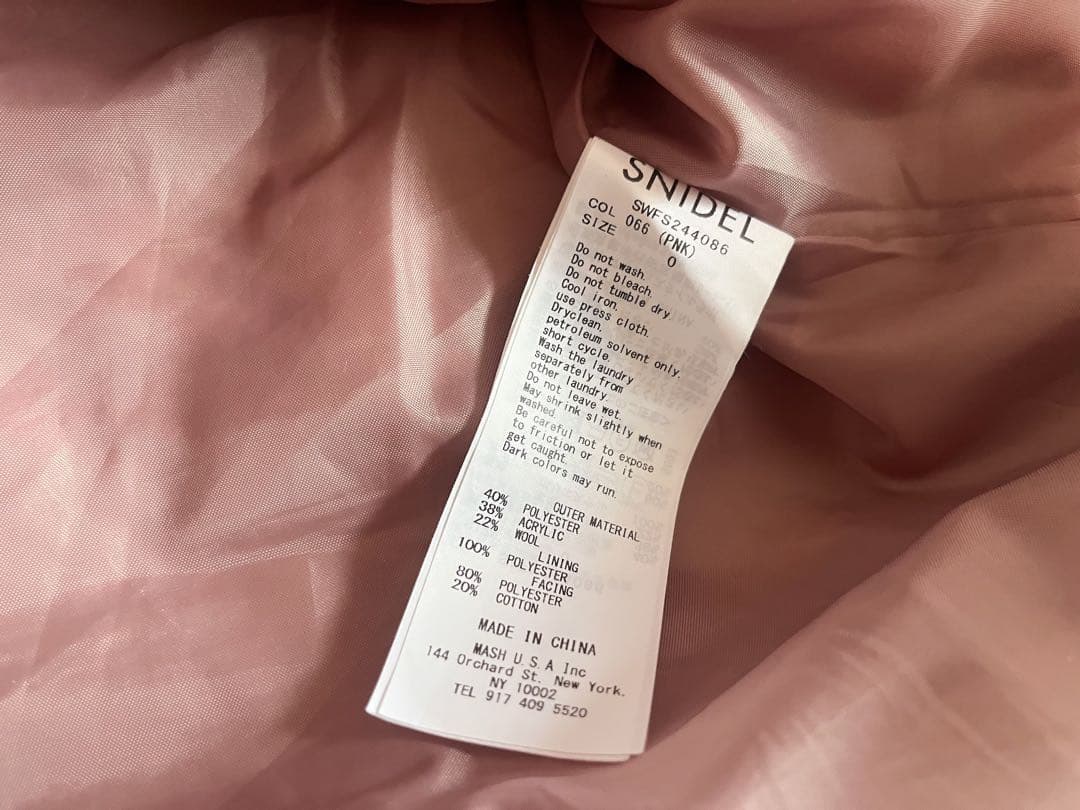 SNIDEL
SWFS244086
COL 066 (PNK)
SIZE 0
Do not wash.
Do not bleach.
Do not tumble dry.
Cool iron.
use press cloth.
Dryclean.
petroleum solvent only.
short cycle.
Wash the laundry
separately from
other laundry.
Do not leave wet.
May shrink slightly when
washed.
Be careful not to expose
to friction or let it
get caught.
Dark colors may run.
OUTER MATERIAL
40% POLYESTER
38% ACRYLIC
22% WOOL
LINING
100% POLYESTER
FACING
80% POLYESTER
20% COTTON
MADE IN CHINA
MASH U.S.A Inc
144 Orchard St. New York.
NY 10002
TEL 917 409 5520